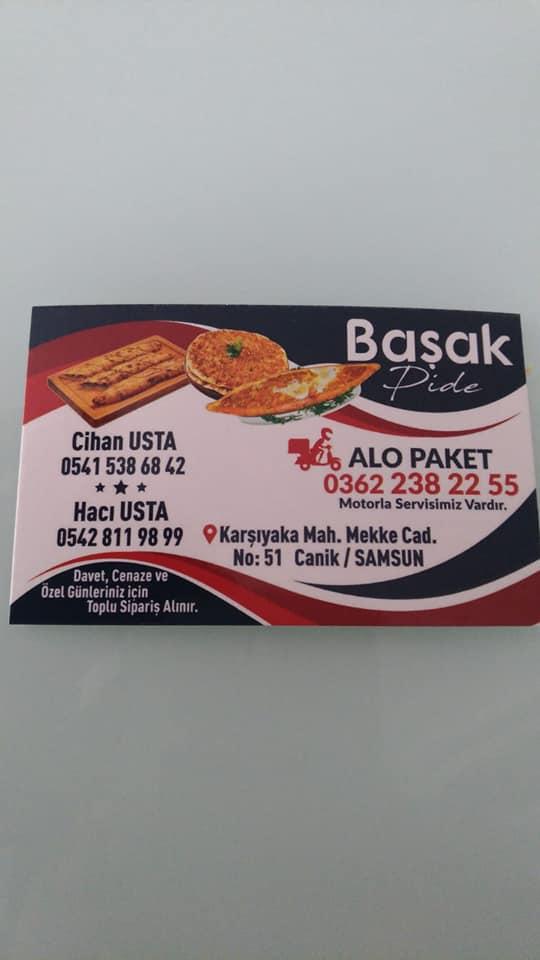 Başak
Pide
Cihan USTA
0541 538 68 42
Hacı USTA
0542 811 98 99
ALO PAKET
0362 238 22 55
Motorla Servisimiz Vardır.
Karşıyaka Mah. Mekke Cad.
No: 51 Canik / SAMSUN
Davet, Cenaze ve
Özel Günleriniz için
Toplu Sipariş Alınır.